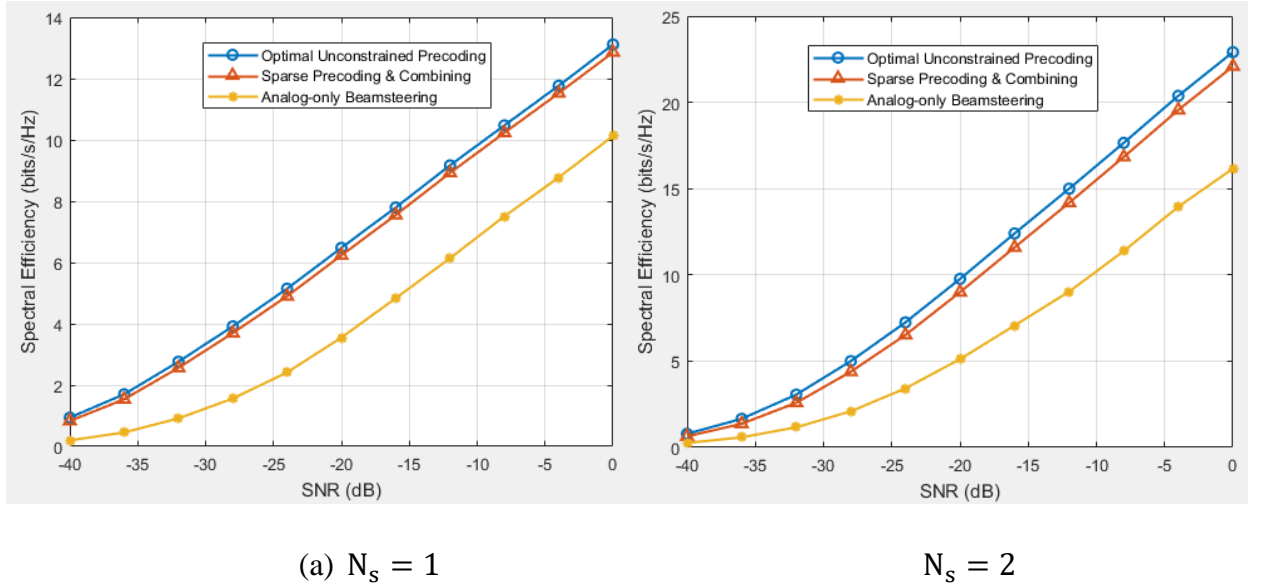 14
12
10
8
6
4
2
0
Spectral Efficiency (bits/s/Hz)
Optimal Unconstrained Precoding
Sparse Precoding & Combining
Analog-only Beamsteering
-40 -35 -30 -25 -20 -15 -10 -5 0
SNR (dB)
25
20
15
10
5
0
Spectral Efficiency (bits/s/Hz)
Optimal Unconstrained Precoding
Sparse Precoding & Combining
Analog-only Beamsteering
-40 -35 -30 -25 -20 -15 -10 -5 0
SNR (dB)
(a) Nₛ = 1
Nₛ = 2